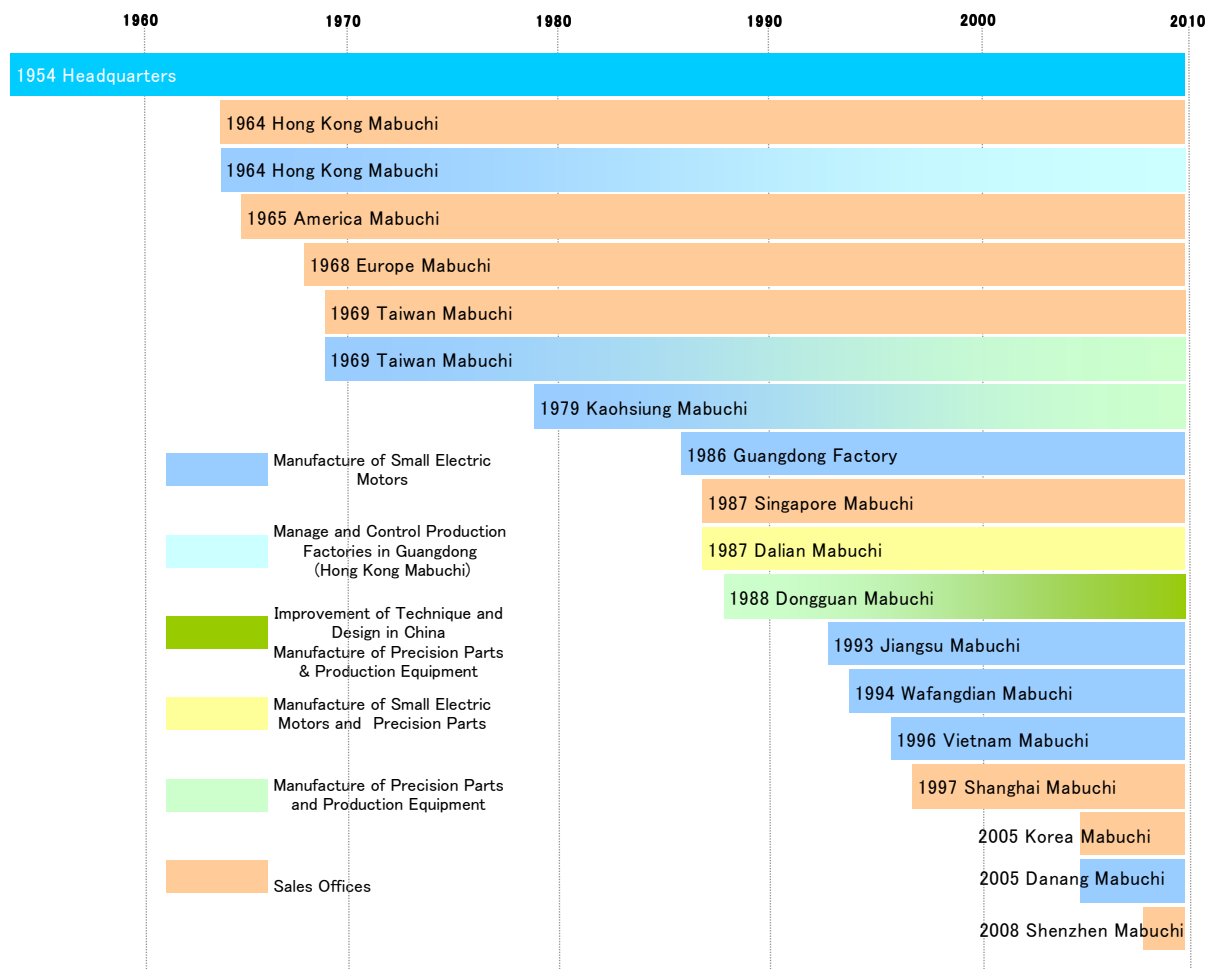 1960 1970 1980 1990 2000 2010
1954 Headquarters
1964 Hong Kong Mabuchi
1964 Hong Kong Mabuchi
1965 America Mabuchi
1968 Europe Mabuchi
1969 Taiwan Mabuchi
1969 Taiwan Mabuchi
1979 Kaohsiung Mabuchi
1986 Guangdong Factory
1987 Singapore Mabuchi
1987 Dalian Mabuchi
1988 Dongguan Mabuchi
1993 Jiangsu Mabuchi
1994 Wafangdian Mabuchi
1996 Vietnam Mabuchi
1997 Shanghai Mabuchi
2005 Korea Mabuchi
2005 Danang Mabuchi
2008 Shenzhen Mabuchi
Manufacture of Small Electric
Motors
Manage and Control Production
Factories in Guangdong
(Hong Kong Mabuchi)
Improvement of Technique and
Design in China
Manufacture of Precision Parts
& Production Equipment
Manufacture of Small Electric
Motors and Precision Parts
Manufacture of Precision Parts
and Production Equipment
Sales Offices